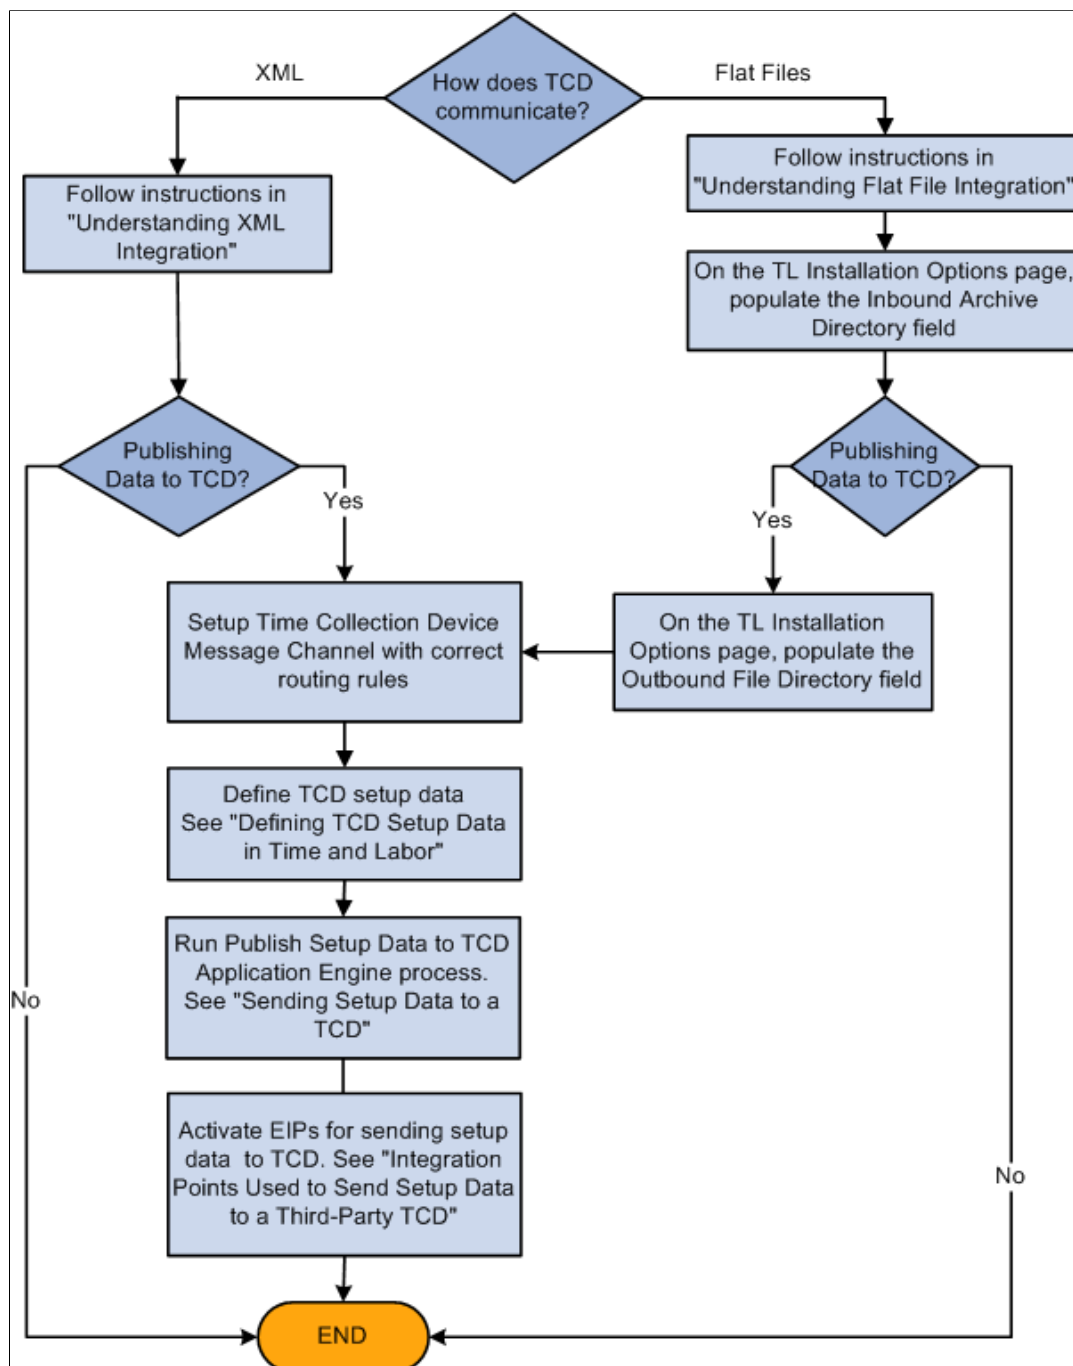 How does TCD
communicate?
XML
Flat Files
Follow instructions in
"Understanding XML
Integration"
Follow instructions in
"Understanding Flat File Integration"
On the TL Installation Options page,
populate the Inbound Archive
Directory field
Publishing
Data to TCD?
Yes
Publishing
Data to TCD?
Yes
Setup Time Collection Device
Message Channel with correct
routing rules
On the TL Installation
Options page, populate the
Outbound File Directory field
Define TCD setup data
See "Defining TCD Setup Data
in Time and Labor"
Run Publish Setup Data to TCD
Application Engine process.
See "Sending Setup Data to a
TCD"
No
Activate EIPs for sending setup
data to TCD. See "Integration
Points Used to Send Setup Data
to a Third-Party TCD"
No
END